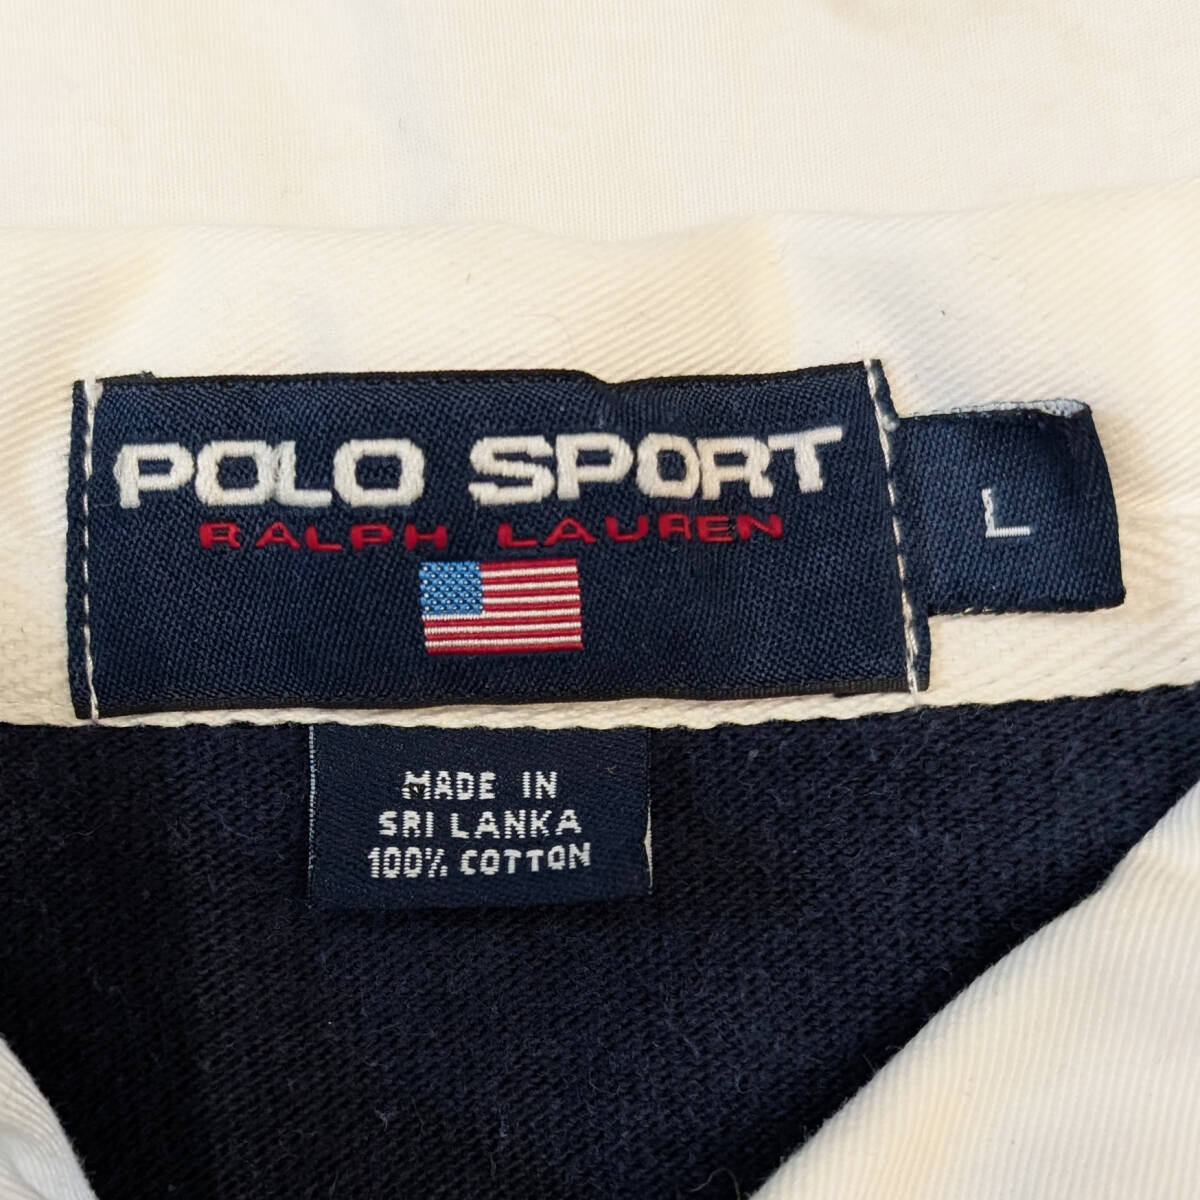 POLO SPORT
RALPH LAUREN
L
MADE IN
SRI LANKA
100% COTTON